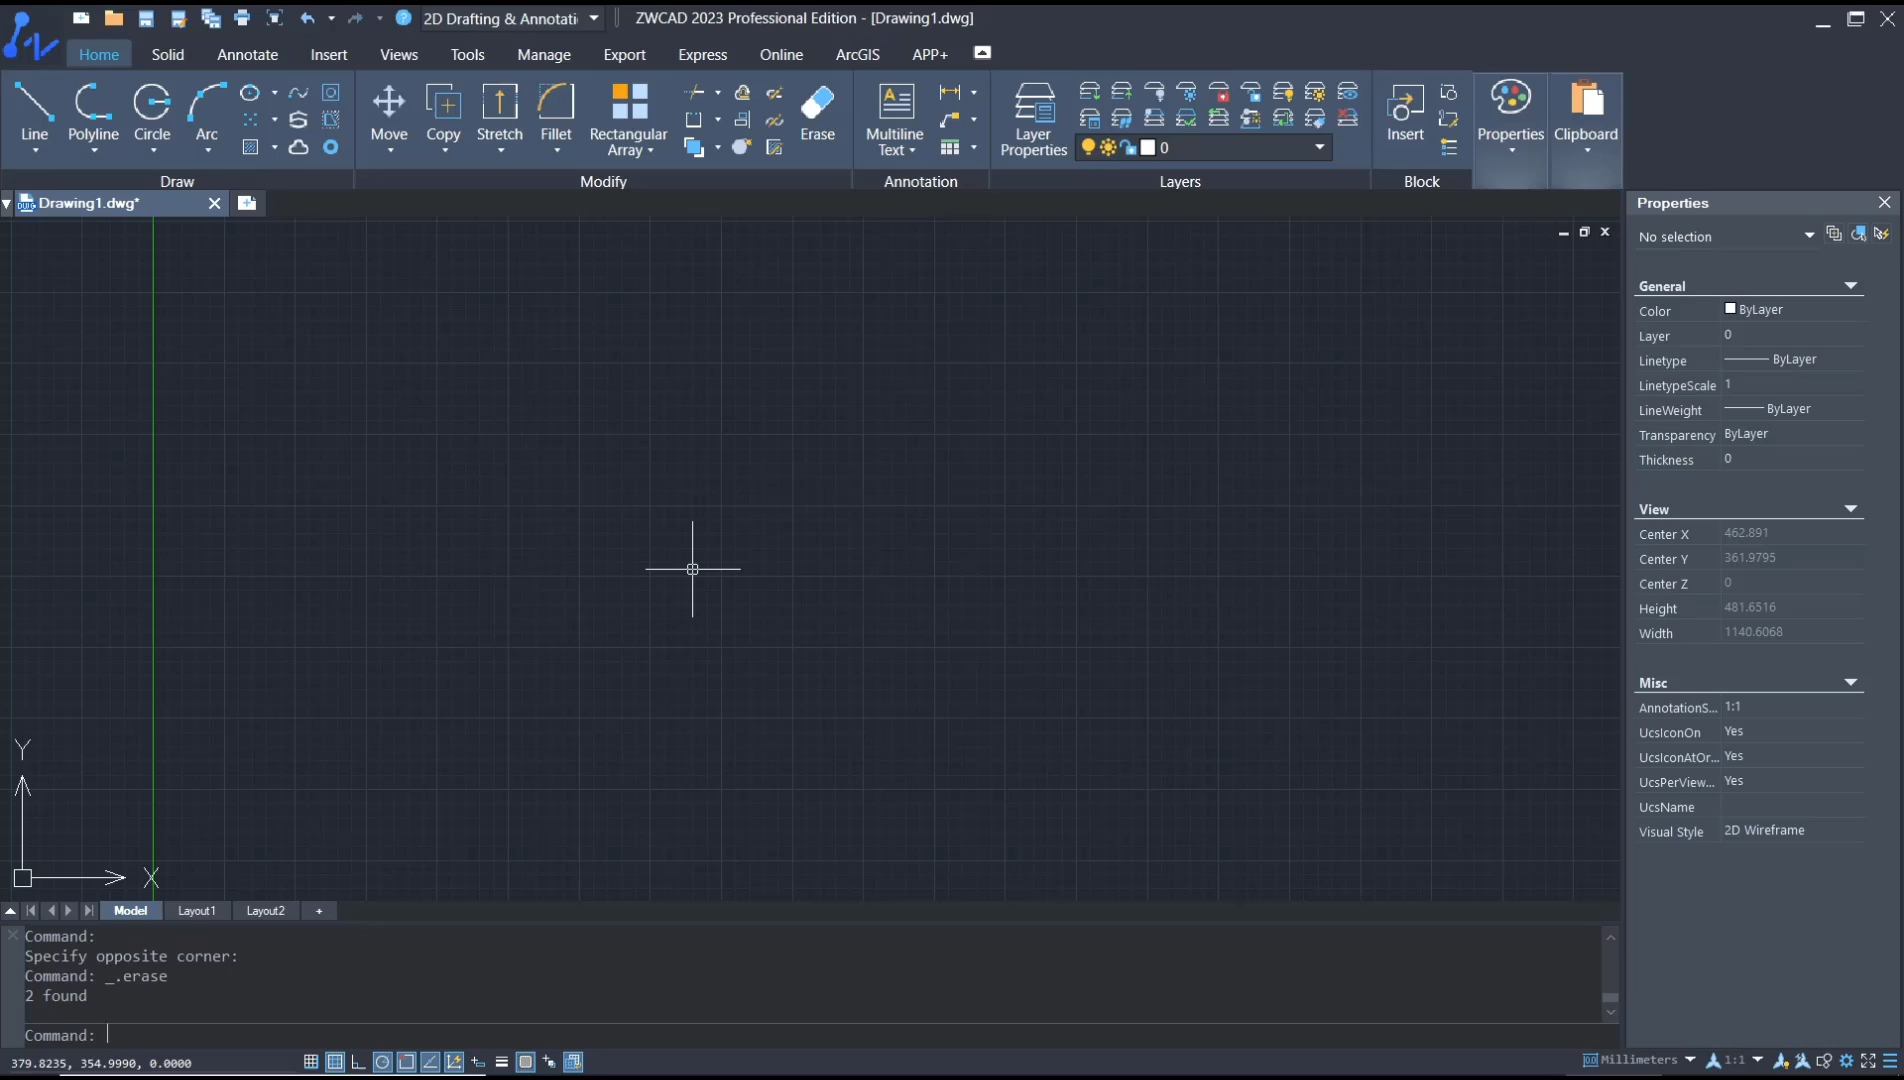 2D Drafting & Annotati
ZWCAD 2023 Professional Edition - [Drawing1.dwg]
Home
Solid
Annotate
Insert
Views
Tools
Manage
Export
Express
Online
ArcGIS
APP+
Line
Polyline
Circle
Arc
Move
Copy
Stretch
Fillet
Rectangular
Array
Erase
Multiline
Text
Layer
Properties
0
Insert
Properties
Clipboard
Draw
Modify
Annotation
Layers
Block
Drawing1.dwg*
Properties
No selection
General
Color ByLayer
Layer 0
Linetype ByLayer
LinetypeScale 1
LineWeight ByLayer
Transparency ByLayer
Thickness 0
View
Center X 462.891
Center Y 361.9795
Center Z 0
Height 481.6516
Width 1140.6068
Misc
AnnotationS... 1:1
UcsIconOn Yes
UcsIconAtOr... Yes
UcsPerView... Yes
UcsName
Visual Style 2D Wireframe
Y
X
Model
Layout1
Layout2
+
Command:
Specify opposite corner:
Command: _.erase
2 found
Command:
379.8235, 354.9990, 0.0000
Millimeters
1:1